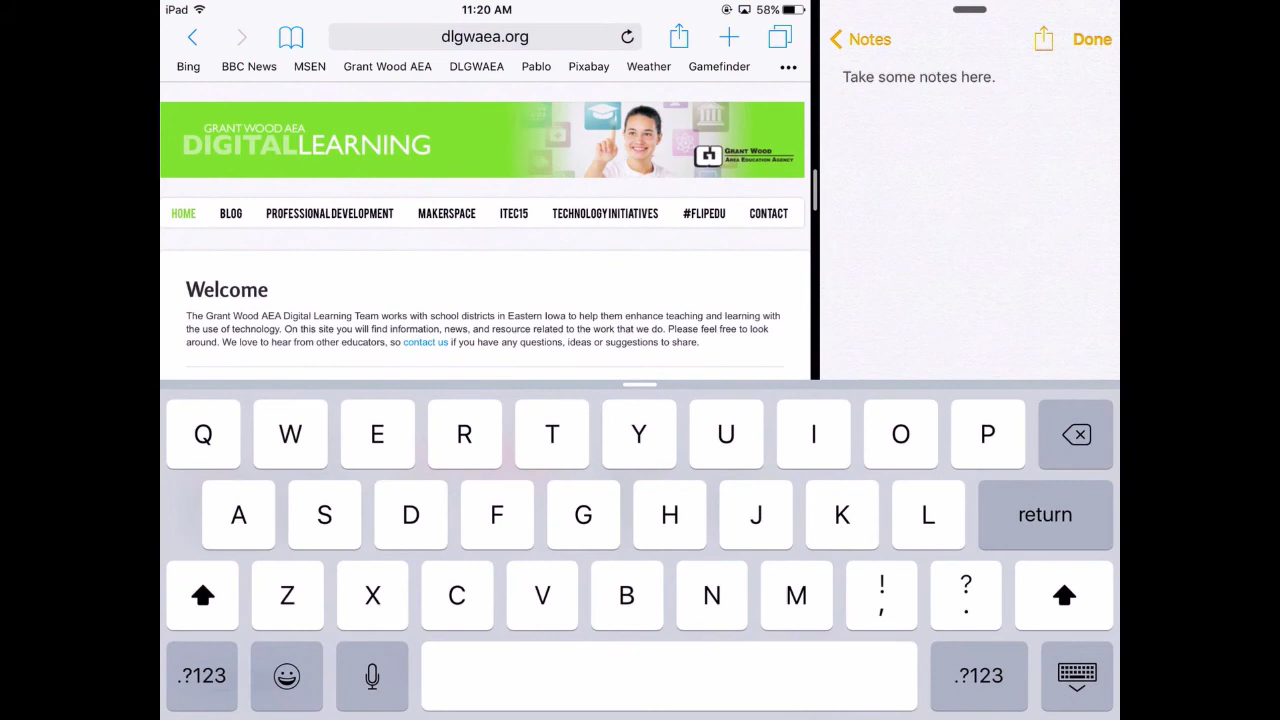 iPad 11:20 AM 58%
dlgwaea.org
Bing BBC News MSEN Grant Wood AEA DLGWAEA Pablo Pixabay Weather Gamefinder •••
GRANT WOOD AEA
DIGITALLEARNING
GRANT WOOD
AREA EDUCATION AGENCY
HOME BLOG PROFESSIONAL DEVELOPMENT MAKERSPACE ITEC15 TECHNOLOGY INITIATIVES #FLIPEDU CONTACT
Welcome
The Grant Wood AEA Digital Learning Team works with school districts in Eastern Iowa to help them enhance teaching and learning with
the use of technology. On this site you will find information, news, and resource related to the work that we do. Please feel free to look
around. We love to hear from other educators, so contact us if you have any questions, ideas or suggestions to share.
Notes Done
Take some notes here.
Q W E R T Y U I O P
A S D F G H J K L return
Z X C V B N M ! , ? .
.?123 .?123